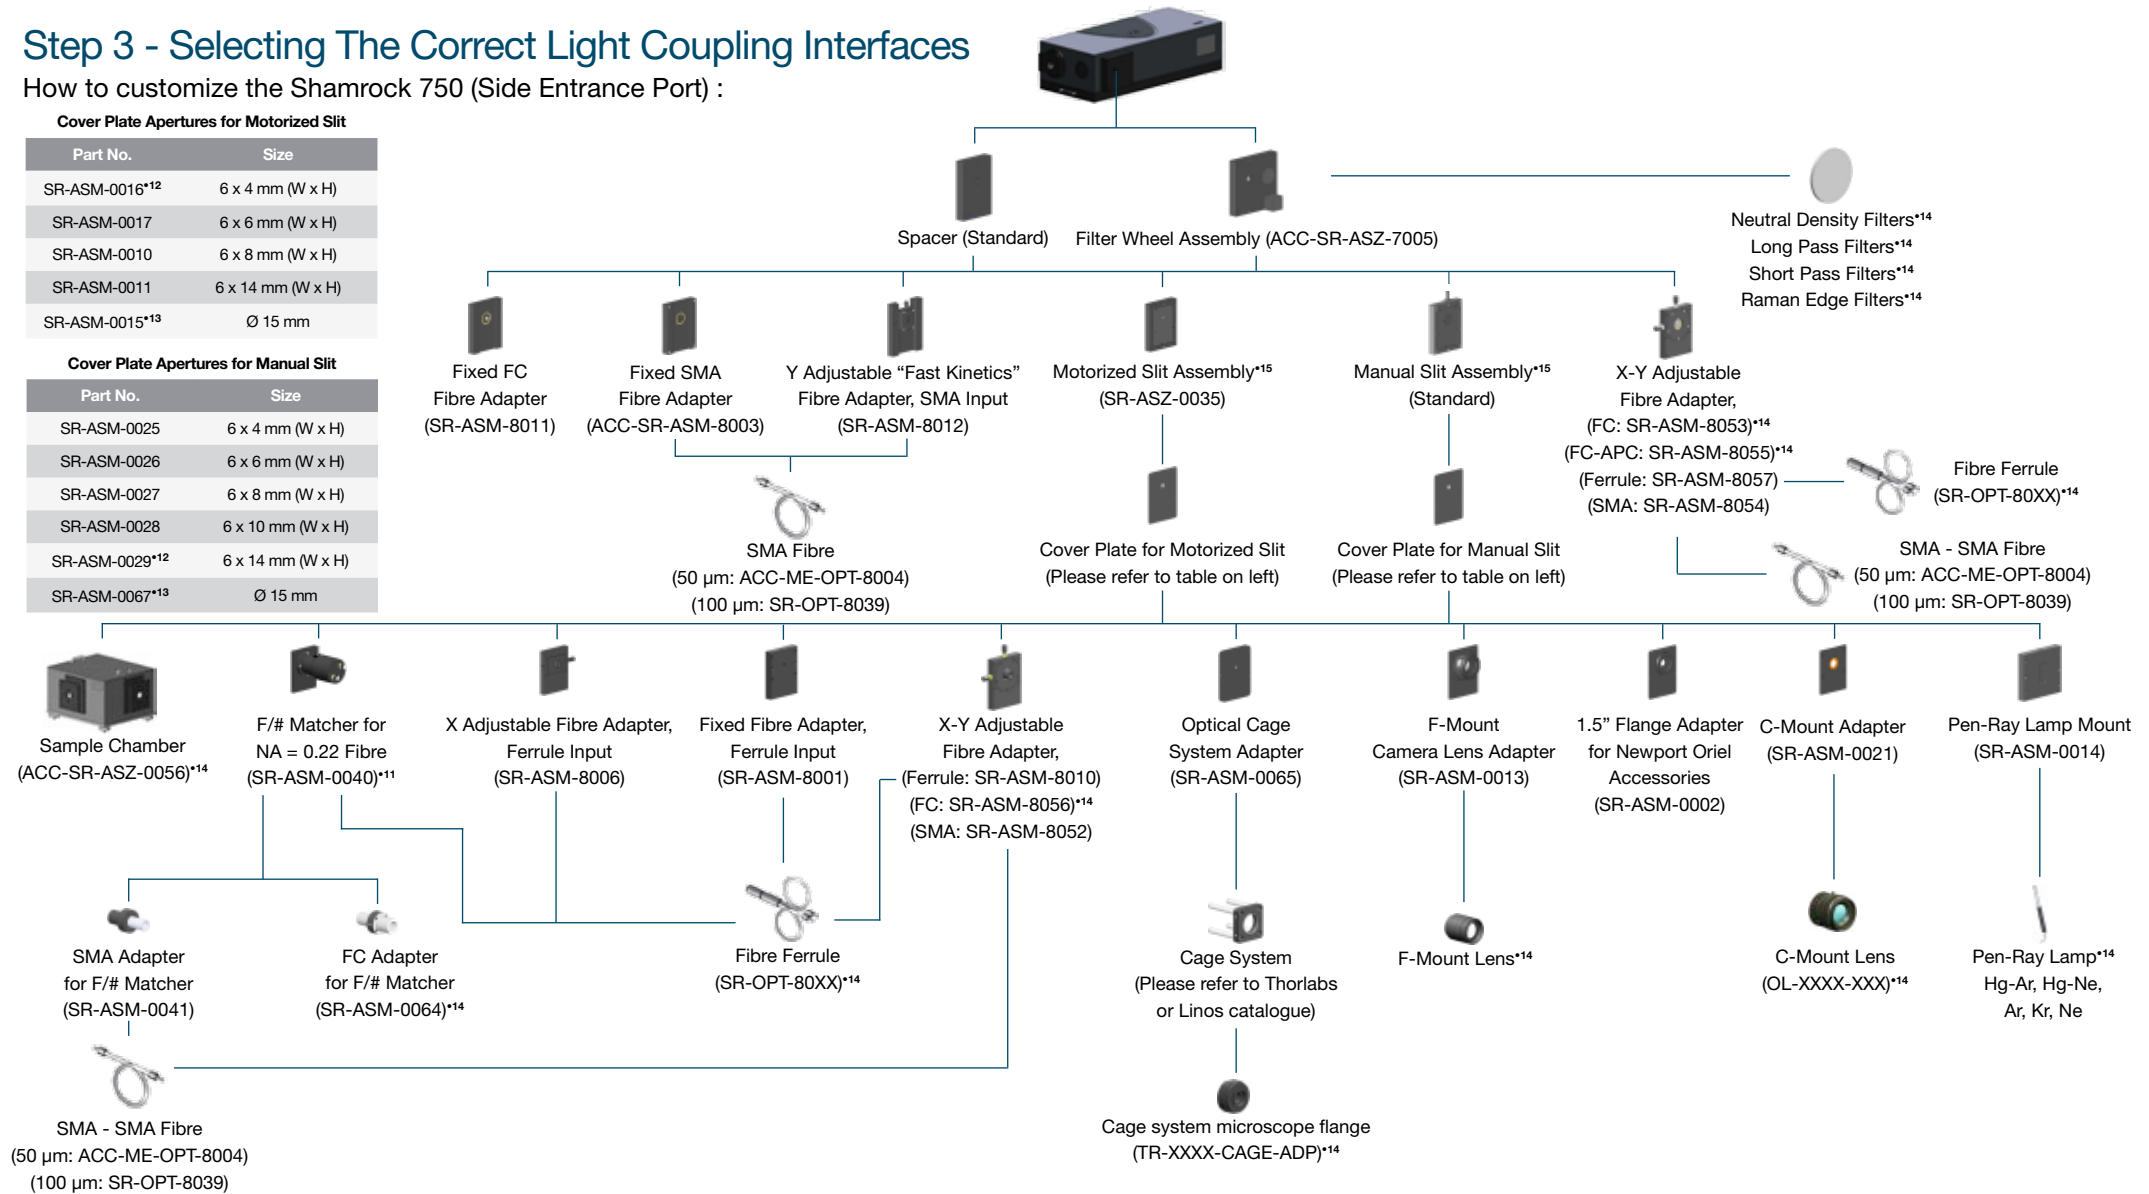 Step 3 - Selecting The Correct Light Coupling Interfaces
How to customize the Shamrock 750 (Side Entrance Port) :
Cover Plate Apertures for Motorized Slit
Part No. Size
SR-ASM-0016•12 6 x 4 mm (W x H)
SR-ASM-0017 6 x 6 mm (W x H)
SR-ASM-0010 6 x 8 mm (W x H)
SR-ASM-0011 6 x 14 mm (W x H)
SR-ASM-0015•13 Ø 15 mm
Cover Plate Apertures for Manual Slit
Part No. Size
SR-ASM-0025 6 x 4 mm (W x H)
SR-ASM-0026 6 x 6 mm (W x H)
SR-ASM-0027 6 x 8 mm (W x H)
SR-ASM-0028 6 x 10 mm (W x H)
SR-ASM-0029•12 6 x 14 mm (W x H)
SR-ASM-0067•13 Ø 15 mm
Spacer (Standard)
Filter Wheel Assembly (ACC-SR-ASZ-7005)
Neutral Density Filters•14
Long Pass Filters•14
Short Pass Filters•14
Raman Edge Filters•14
Fixed FC
Fibre Adapter
(SR-ASM-8011)
Fixed SMA
Fibre Adapter
(ACC-SR-ASM-8003)
Y Adjustable “Fast Kinetics”
Fibre Adapter, SMA Input
(SR-ASM-8012)
Motorized Slit Assembly•15
(SR-ASZ-0035)
Manual Slit Assembly•15
(Standard)
X-Y Adjustable
Fibre Adapter,
(FC: SR-ASM-8053)•14
(FC-APC: SR-ASM-8055)•14
(Ferrule: SR-ASM-8057)
(SMA: SR-ASM-8054)
Fibre Ferrule
(SR-OPT-80XX)•14
SMA Fibre
(50 µm: ACC-ME-OPT-8004)
(100 µm: SR-OPT-8039)
Cover Plate for Motorized Slit
(Please refer to table on left)
Cover Plate for Manual Slit
(Please refer to table on left)
SMA - SMA Fibre
(50 µm: ACC-ME-OPT-8004)
(100 µm: SR-OPT-8039)
Sample Chamber
(ACC-SR-ASZ-0056)•14
F/# Matcher for
NA = 0.22 Fibre
(SR-ASM-0040)•11
X Adjustable Fibre Adapter,
Ferrule Input
(SR-ASM-8006)
Fixed Fibre Adapter,
Ferrule Input
(SR-ASM-8001)
X-Y Adjustable
Fibre Adapter,
(Ferrule: SR-ASM-8010)
(FC: SR-ASM-8056)•14
(SMA: SR-ASM-8052)
Optical Cage
System Adapter
(SR-ASM-0065)
F-Mount
Camera Lens Adapter
(SR-ASM-0013)
1.5” Flange Adapter
for Newport Oriel
Accessories
(SR-ASM-0002)
C-Mount Adapter
(SR-ASM-0021)
Pen-Ray Lamp Mount
(SR-ASM-0014)
SMA Adapter
for F/# Matcher
(SR-ASM-0041)
FC Adapter
for F/# Matcher
(SR-ASM-0064)•14
Fibre Ferrule
(SR-OPT-80XX)•14
Cage System
(Please refer to Thorlabs
or Linos catalogue)
F-Mount Lens•14
C-Mount Lens
(OL-XXXX-XXX)•14
Pen-Ray Lamp•14
Hg-Ar, Hg-Ne,
Ar, Kr, Ne
SMA - SMA Fibre
(50 µm: ACC-ME-OPT-8004)
(100 µm: SR-OPT-8039)
Cage system microscope flange
(TR-XXXX-CAGE-ADP)•14